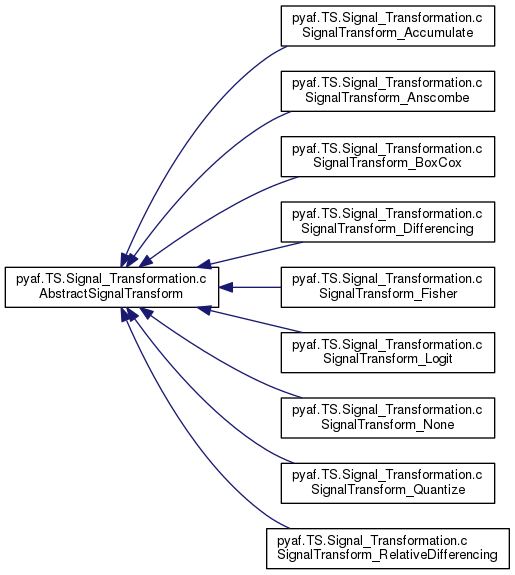 pyaf.TS.Signal_Transformation.c
SignalTransform_Accumulate
pyaf.TS.Signal_Transformation.c
SignalTransform_Anscombe
pyaf.TS.Signal_Transformation.c
SignalTransform_BoxCox
pyaf.TS.Signal_Transformation.c
SignalTransform_Differencing
pyaf.TS.Signal_Transformation.c
AbstractSignalTransform
pyaf.TS.Signal_Transformation.c
SignalTransform_Fisher
pyaf.TS.Signal_Transformation.c
SignalTransform_Logit
pyaf.TS.Signal_Transformation.c
SignalTransform_None
pyaf.TS.Signal_Transformation.c
SignalTransform_Quantize
pyaf.TS.Signal_Transformation.c
SignalTransform_RelativeDifferencing